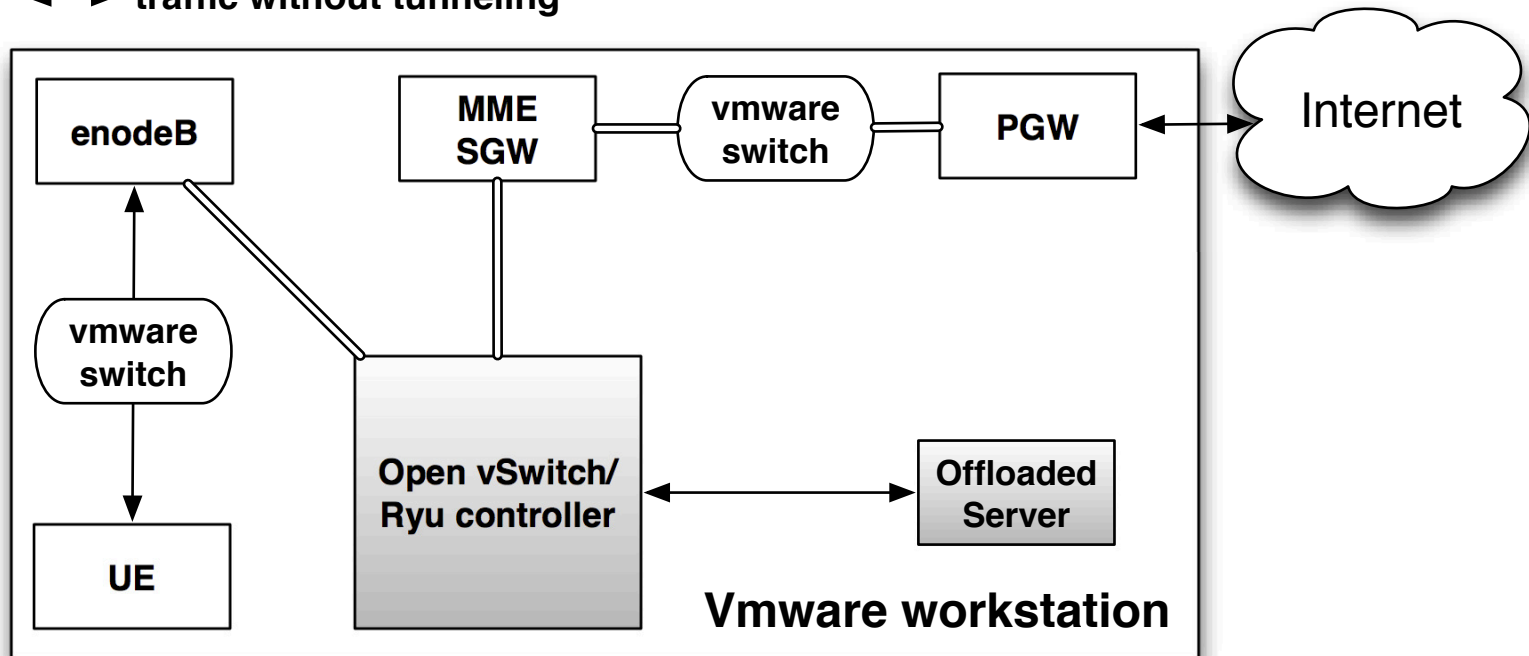 traffic without tunneling
enodeB
MME
SGW
vmware
switch
PGW
Internet
vmware
switch
Open vSwitch/
Ryu controller
Offloaded
Server
UE
Vmware workstation